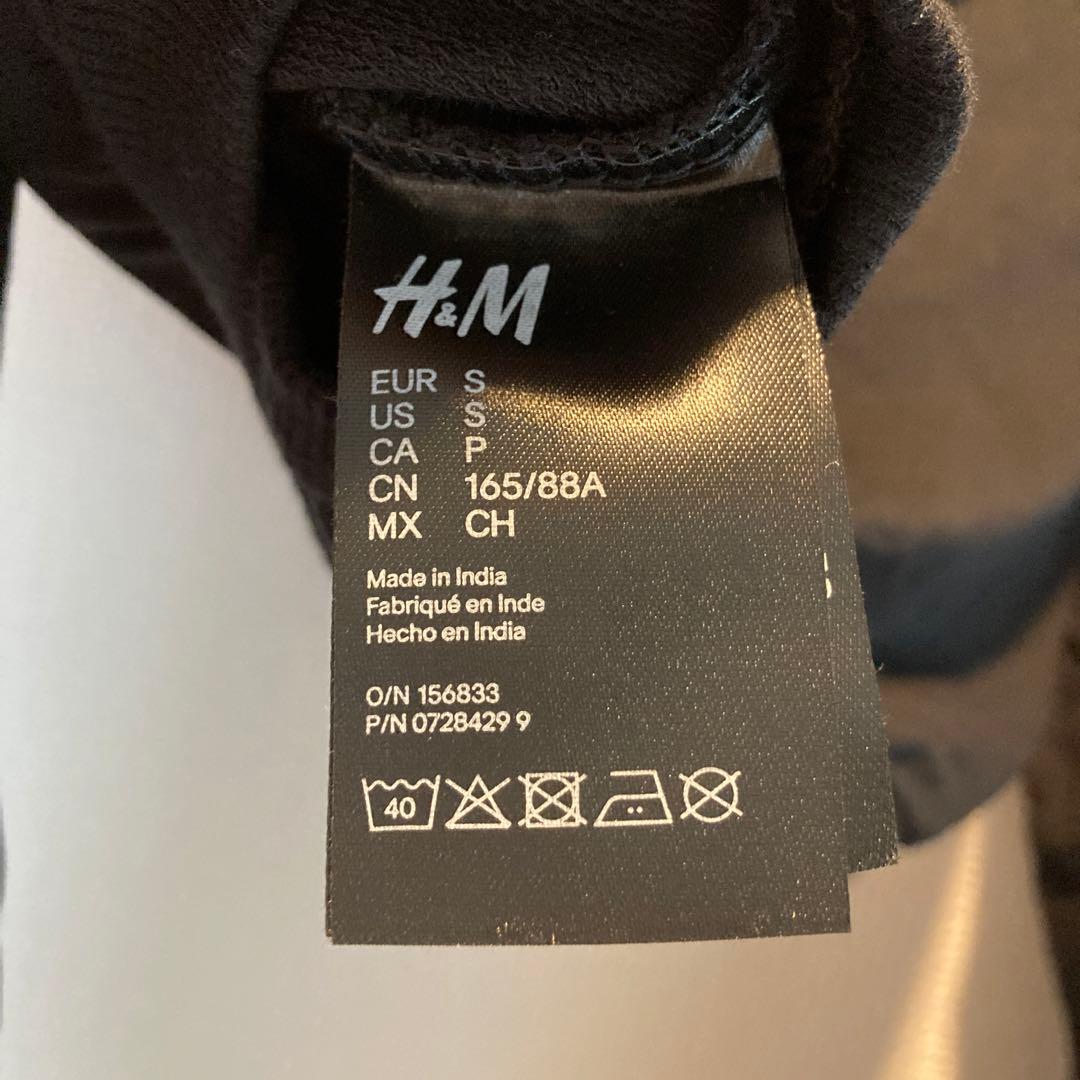 H&M
EUR S
US S
CA P
CN 165/88A
MX CH
Made in India
Fabriqué en Inde
Hecho en India
O/N 156833
P/N 0728429 9
40